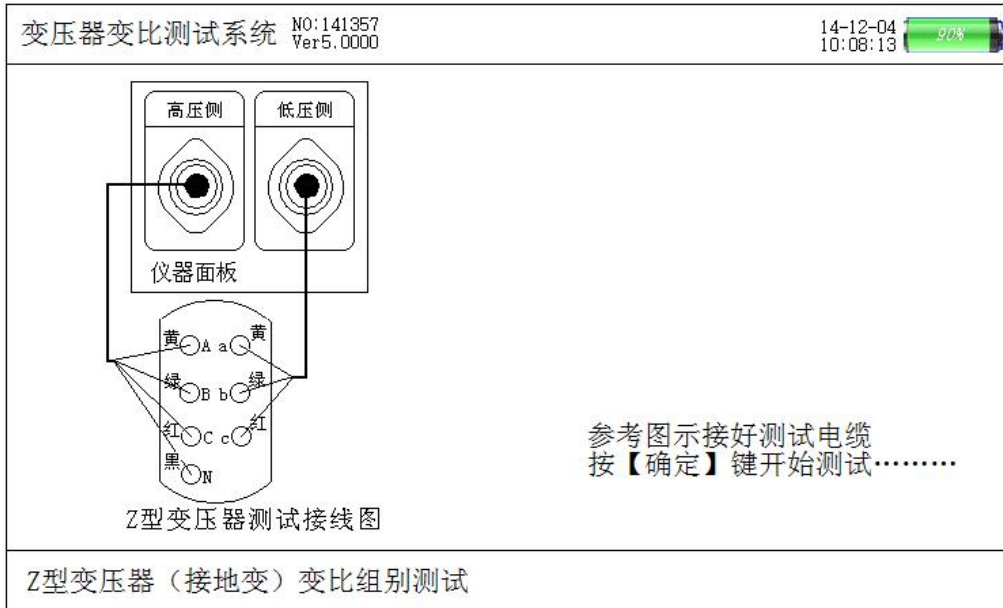 变压器变比测试系统 NO:141357
Ver5.0000
14-12-04
10:08:13
90%
高压侧 低压侧
仪器面板
黄 A a 黄
绿 B b 绿
红 C c 红
黑 N
Z型变压器测试接线图
参考图示接好测试电缆
按【确定】键开始测试………
Z型变压器（接地变）变比组别测试